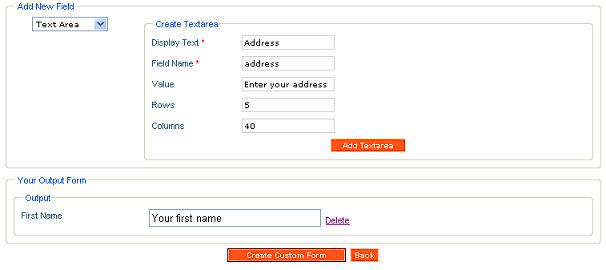 Add New Field
Text Area
Create Textarea
Display Text * Address
Field Name * address
Value Enter your address
Rows 5
Columns 40
Add Textarea
Your Output Form
Output
First Name Your first name Delete
Create Custom Form Back